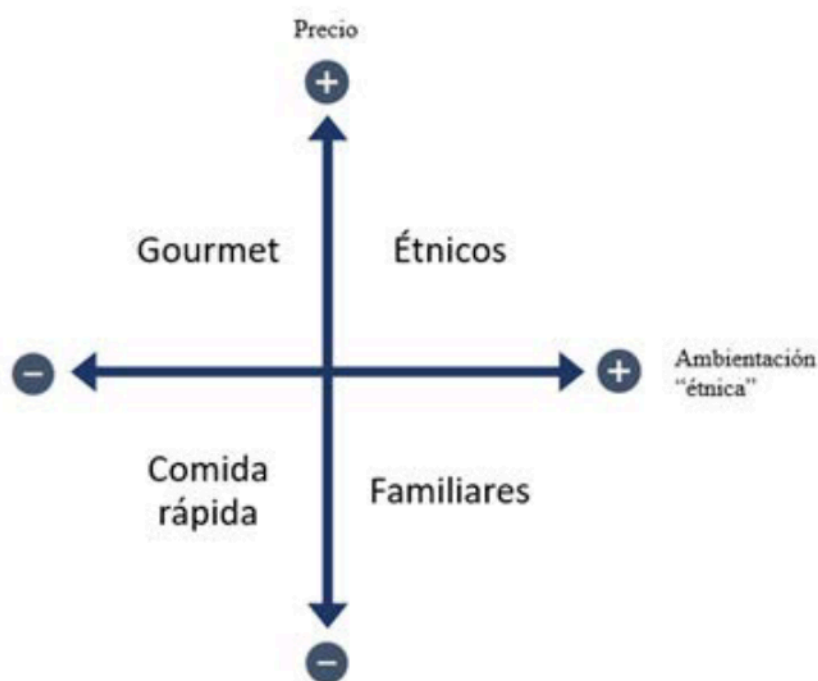 Precio
+
Gourmet
Étnicos
−
+
Ambientación
“étnica”
Comida
rápida
Familiares
−